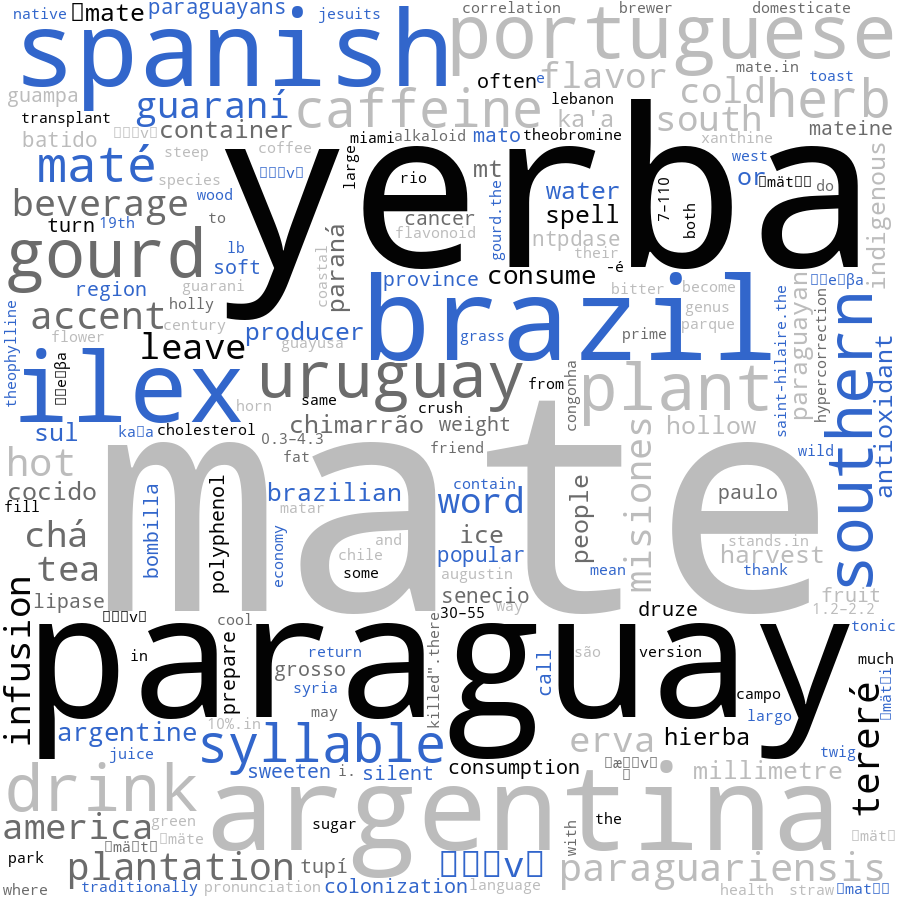 native
mate
paraguayans
jesuits
correlation
brewer
domesticate
spanish
portuguese
often
e
flavor
mate.in
toast
guampa
guaraní
caffeine
lebanon
cold
herb
transplant
container
ka'a
south
mateine
batido
miami
alkaloid
mato
theobromine
xanthine
steep
coffee
large
yerba
west
maté
species
rio
mt
or
do
indigenous
beverage
wood
water
7–110
both
turn
19th
to
cancer
gourd.the
spell
flavonoid
ntpdase
gourd
lb
soft
coastal
paraná
their
region
guarani
province
consume
-é
bitter
become
accent
holly
brazil
genus
paraguayan
hypercorrection
southern
century
producer
grass
prime
parque
saint-hilaire.the
theophylline
flower
leave
guayusa
antioxidant
ilex
uruguay
from
congonha
plant
horn
same
crush
sul
cholesterol
chimarrão
weight
hollow
0.3–4.3
fat
friend
misiones
wild
hot
mate
cocido
bombilla
polyphenol
brazilian
contain
word
people
paulo
fill
matar
chá
economy
and
ice
stands.in
chile
popular
harvest
tea
some
augustin
mean
thank
lipase
senecio
way
fruit
infusion
30–55
druze
1.2–2.2
cool
paraguay
tonic
in
prepare
return
killed".there
call
são
version
much
grosso
syria
campo
tereré
may
largo
argentine
10%.in
syllable
erva
hierba
juice
twig
sweeten
i.
silent
consumption
millimetre
drink
argentina
america
green
mäte
sugar
with
the
park
plantation
tupí
paraguariensis
where
traditionally
pronunciation
colonization
language
health
straw